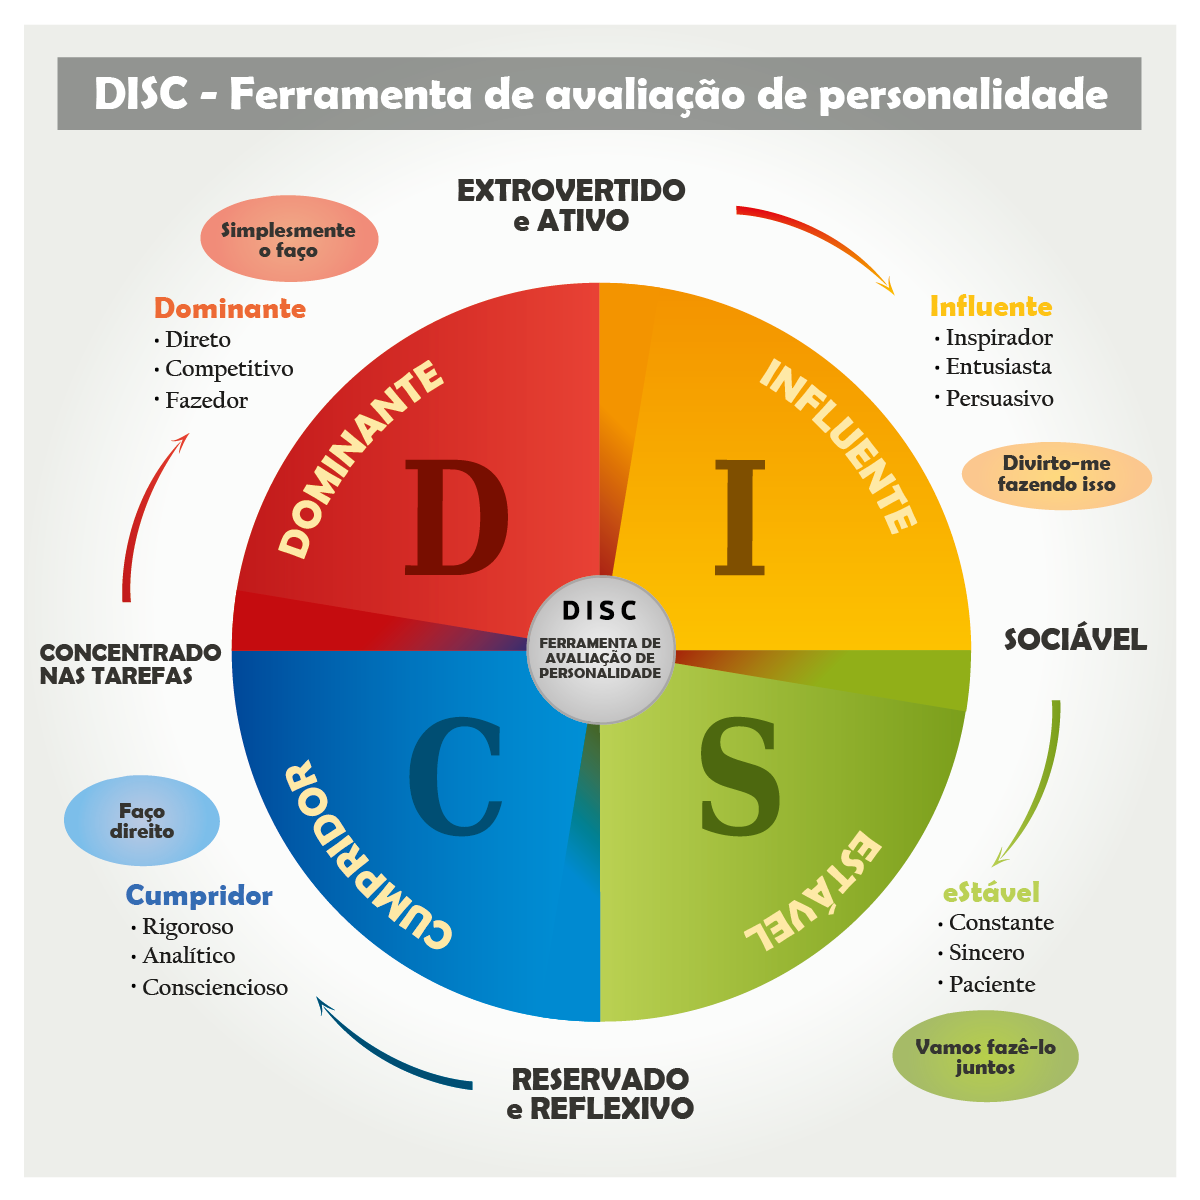 DISC - Ferramenta de avaliação de personalidade
EXTROVERTIDO
e ATIVO
Simplesmente
o faço
Dominante
· Direto
· Competitivo
· Fazedor
Influente
· Inspirador
· Entusiasta
· Persuasivo
Divirto-me
fazendo isso
DOMINANTE
INFLUENTE
D
I
DISC
FERRAMENTA DE
AVALIAÇÃO DE
PERSONALIDADE
CONCENTRADO
NAS TAREFAS
SOCIÁVEL
C
S
CUMPRIDOR
ESTÁVEL
Faço
direito
Cumpridor
· Rigoroso
· Analítico
· Consciencioso
eStável
· Constante
· Sincero
· Paciente
Vamos fazê-lo
juntos
RESERVADO
e REFLEXIVO